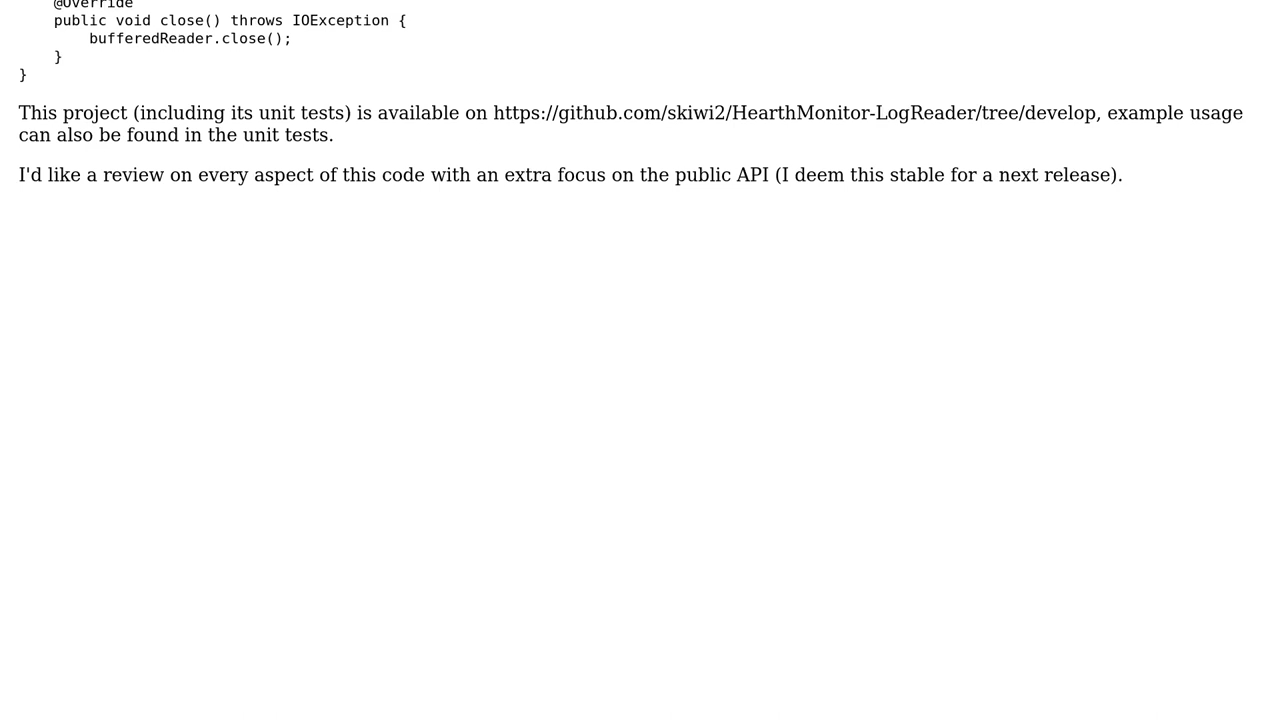 @Override
public void close() throws IOException {
bufferedReader.close();
}
}
This project (including its unit tests) is available on https://github.com/skiwi2/HearthMonitor-LogReader/tree/develop, example usage
can also be found in the unit tests.
I'd like a review on every aspect of this code with an extra focus on the public API (I deem this stable for a next release).